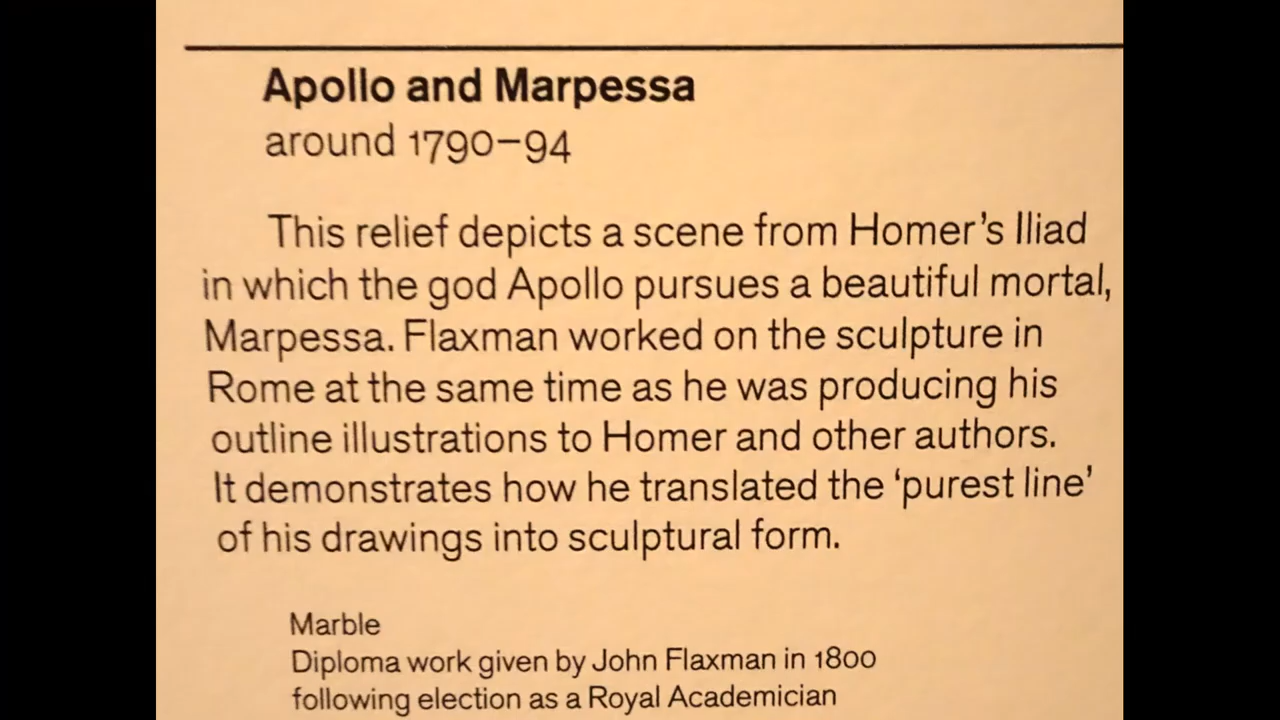 Apollo and Marpessa
around 1790–94
This relief depicts a scene from Homer's Iliad
in which the god Apollo pursues a beautiful mortal,
Marpessa. Flaxman worked on the sculpture in
Rome at the same time as he was producing his
outline illustrations to Homer and other authors.
It demonstrates how he translated the ‘purest line’
of his drawings into sculptural form.
Marble
Diploma work given by John Flaxman in 1800
following election as a Royal Academician